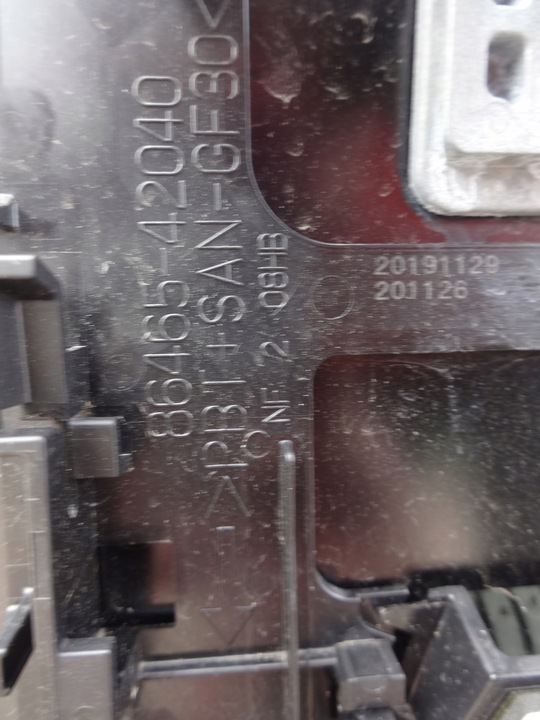 86465-42040
>PBT+SAN-GF30<
NF 2 08HB
20191129
201126